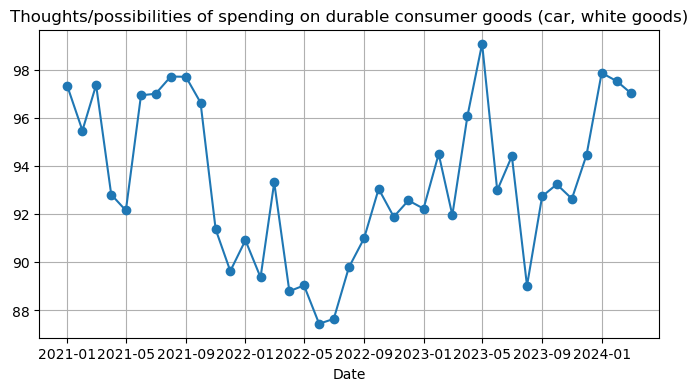 Thoughts/possibilities of spending on durable consumer goods (car, white goods)
98
96
94
92
90
88
2021-01 2021-05 2021-09 2022-01 2022-05 2022-09 2023-01 2023-05 2023-09 2024-01
Date